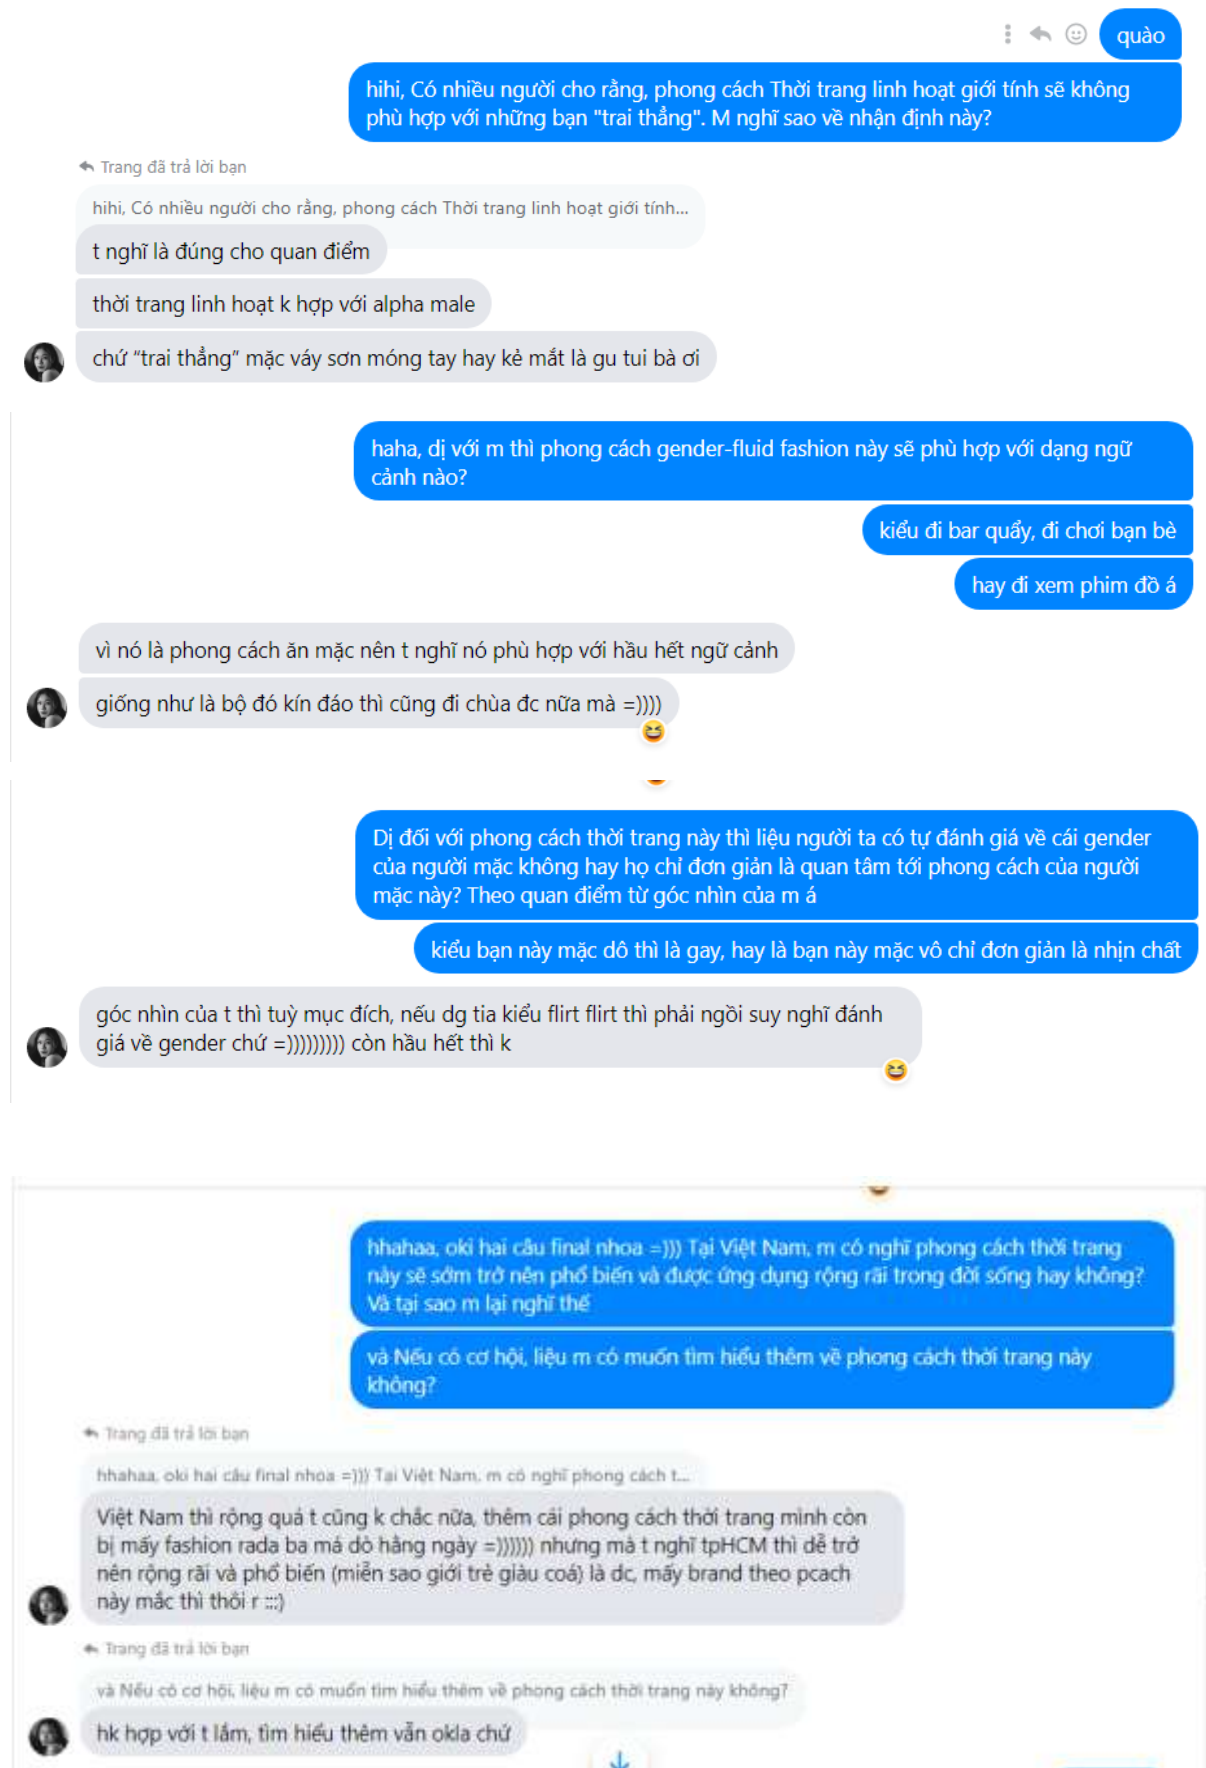 quào
hihi, Có nhiều người cho rằng, phong cách Thời trang linh hoạt giới tính sẽ không
phù hợp với những bạn "trai thẳng". M nghĩ sao về nhận định này?
Trang đã trả lời bạn
hihi, Có nhiều người cho rằng, phong cách Thời trang linh hoạt giới tính...
t nghĩ là đúng cho quan điểm
thời trang linh hoạt k hợp với alpha male
chứ “trai thẳng” mặc váy sơn móng tay hay kẻ mắt là gu tui bà ơi
haha, dị với m thì phong cách gender-fluid fashion này sẽ phù hợp với dạng ngữ
cảnh nào?
kiểu đi bar quẩy, đi chơi bạn bè
hay đi xem phim đồ á
vì nó là phong cách ăn mặc nên t nghĩ nó phù hợp với hầu hết ngữ cảnh
giống như là bộ đó kín đáo thì cũng đi chùa đc nữa mà =))))
Dị đối với phong cách thời trang này thì liệu người ta có tự đánh giá về cái gender
của người mặc không hay họ chỉ đơn giản là quan tâm tới phong cách của người
mặc này? Theo quan điểm từ góc nhìn của m á
kiểu bạn này mặc dô thì là gay, hay là bạn này mặc vô chỉ đơn giản là nhịn chất
góc nhìn của t thì tuỳ mục đích, nếu dg tia kiểu flirt flirt thì phải ngồi suy nghĩ đánh
giá về gender chứ =))))))))) còn hầu hết thì k
hhahaa, oki hai câu final nhoa =))) Tại Việt Nam, m có nghĩ phong cách thời trang
này sẽ sớm trở nên phổ biến và được ứng dụng rộng rãi trong đời sống hay không?
Và tại sao m lại nghĩ thế
và Nếu có cơ hội, liệu m có muốn tìm hiểu thêm về phong cách thời trang này
không?
Trang đã trả lời bạn
hhahaa, oki hai câu final nhoa =))) Tại Việt Nam, m có nghĩ phong cách t...
Việt Nam thì rộng quá t cũng k chắc nữa, thêm cái phong cách thời trang mình còn
bị mấy fashion rada ba má dò hằng ngày =)))))) nhưng mà t nghĩ tpHCM thì dễ trở
nên rộng rãi và phổ biến (miễn sao giới trẻ giàu coá) là dc, mấy brand theo pcach
này mắc thì thôi r :::)
Trang đã trả lời bạn
và Nếu có cơ hội, liệu m có muốn tìm hiểu thêm về phong cách thời trang này không?
hk hợp với t lắm, tìm hiểu thêm vẫn okla chứ